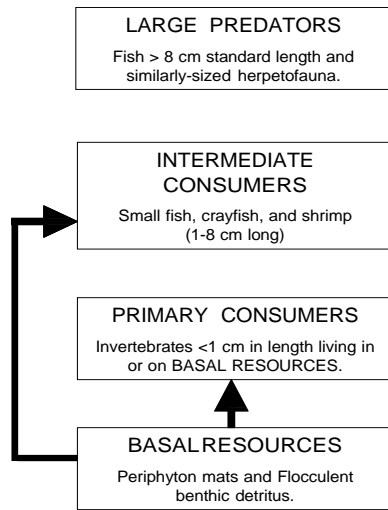 LARGE PREDATORS
Fish > 8 cm standard length and
similarly-sized herpetofauna.
INTERMEDIATE
CONSUMERS
Small fish, crayfish, and shrimp
(1-8 cm long)
PRIMARY CONSUMERS
Invertebrates <1 cm in length living in
or on BASAL RESOURCES.
BASAL RESOURCES
Periphyton mats and Flocculent
benthic detritus.